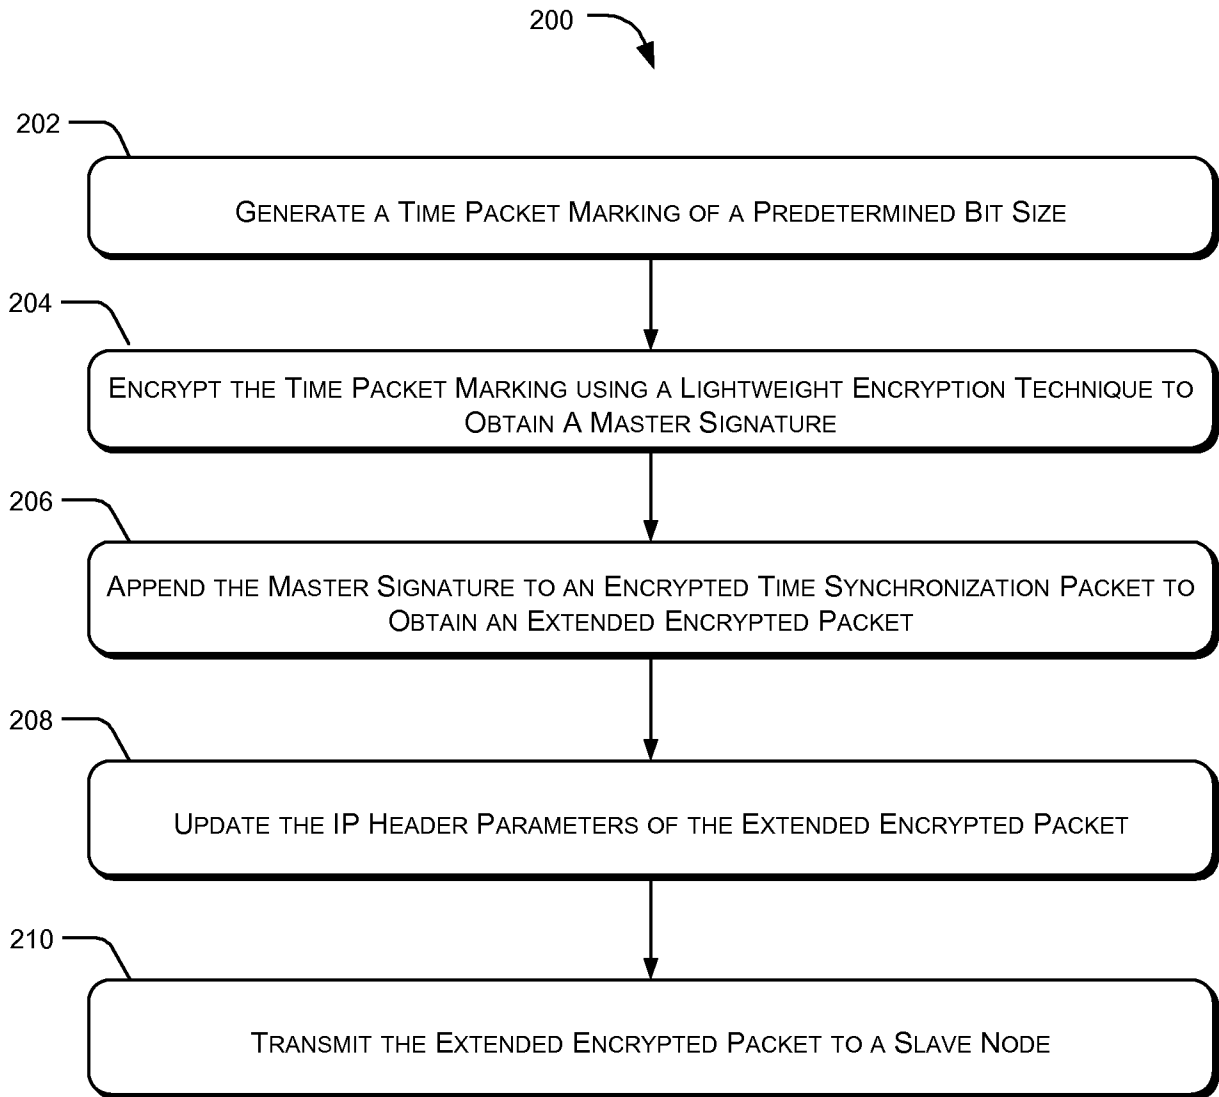 200
202
GENERATE A TIME PACKET MARKING OF A PREDETERMINED BIT SIZE
204
ENCRYPT THE TIME PACKET MARKING USING A LIGHTWEIGHT ENCRYPTION TECHNIQUE TO
OBTAIN A MASTER SIGNATURE
206
APPEND THE MASTER SIGNATURE TO AN ENCRYPTED TIME SYNCHRONIZATION PACKET TO
OBTAIN AN EXTENDED ENCRYPTED PACKET
208
UPDATE THE IP HEADER PARAMETERS OF THE EXTENDED ENCRYPTED PACKET
210
TRANSMIT THE EXTENDED ENCRYPTED PACKET TO A SLAVE NODE